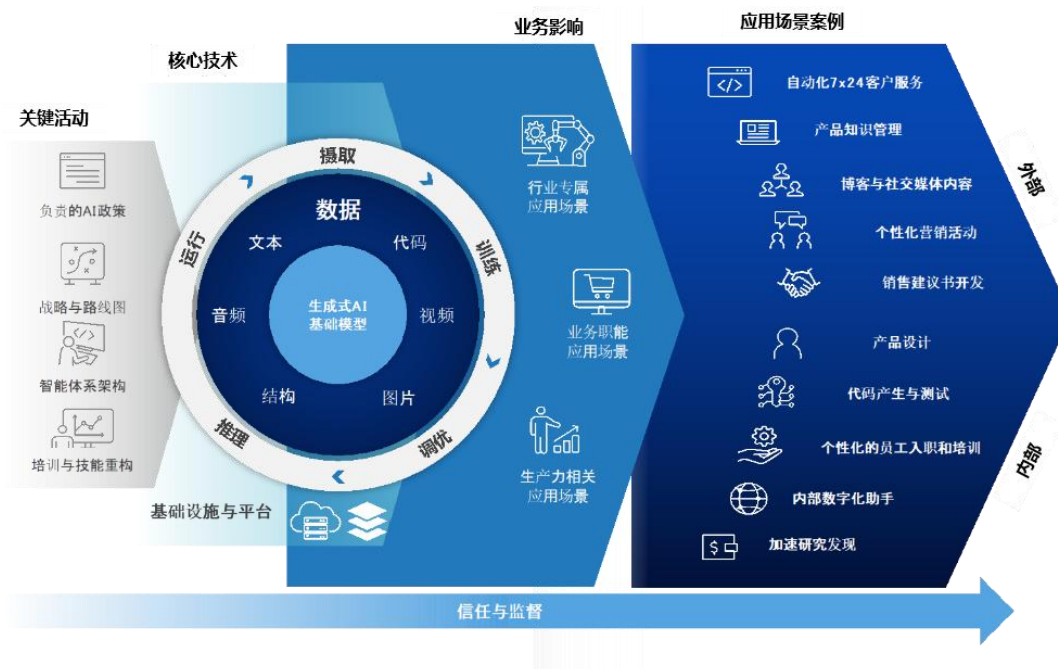 关键活动
负责的AI政策
战略与路线图
智能体系架构
培训与技能重构
核心技术
摄取
训练
调优
推理
运行
数据
文本
代码
音频
视频
结构
图片
生成式AI
基础模型
基础设施与平台
业务影响
行业专属
应用场景
业务职能
应用场景
生产力相关
应用场景
应用场景案例
自动化7x24客户服务
产品知识管理
博客与社交媒体内容
个性化营销活动
销售建议书开发
产品设计
代码产生与测试
个性化的员工入职和培训
内部数字化助手
加速研究发现
外部
内部
信任与监督